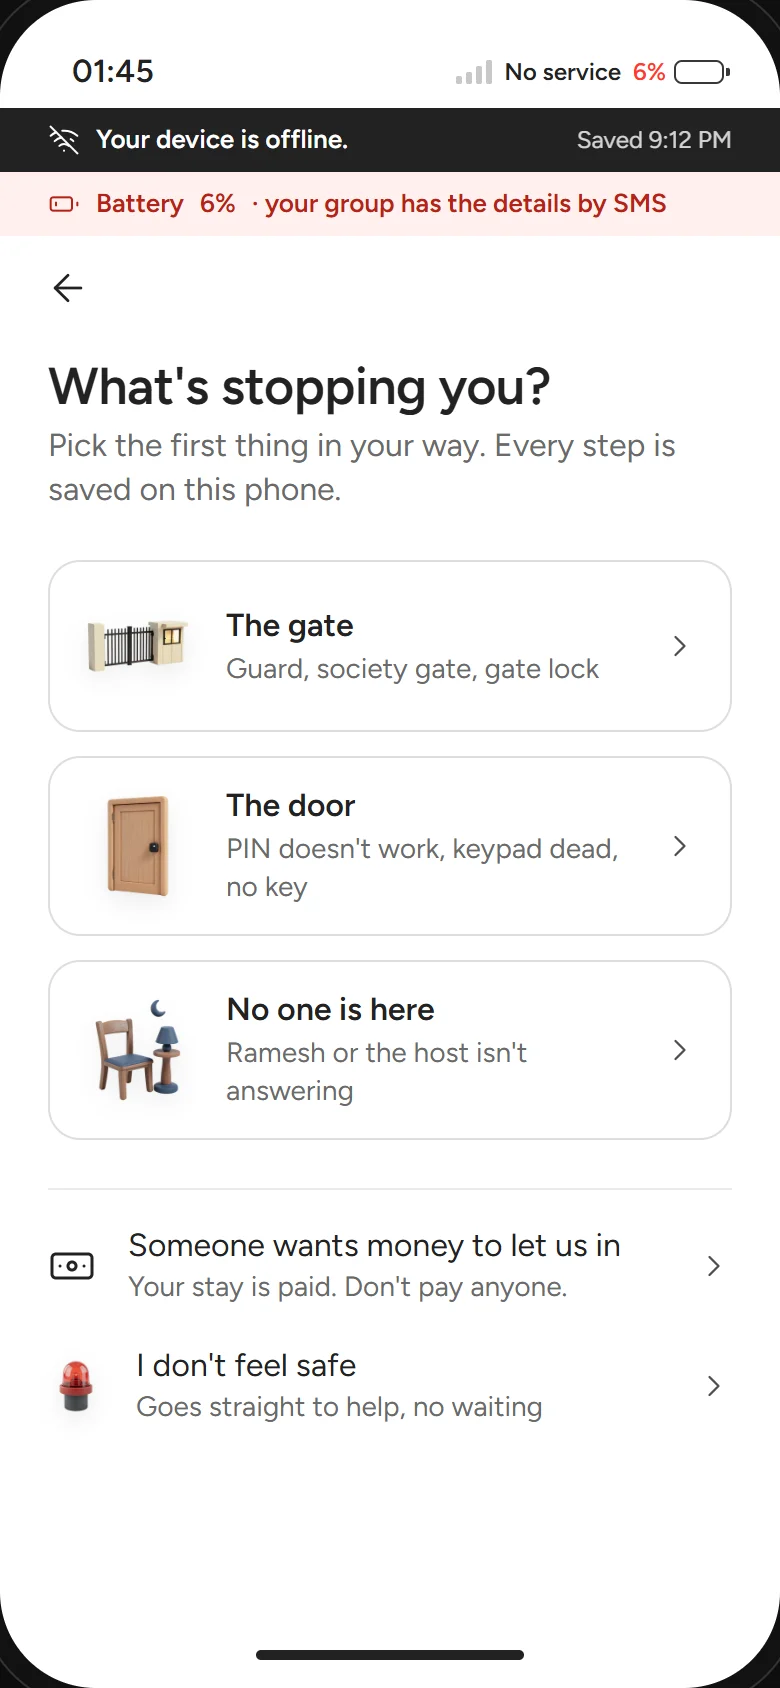 01:45
No service 6%
Your device is offline. Saved 9:12 PM
Battery 6% · your group has the details by SMS
What's stopping you?
Pick the first thing in your way. Every step is
saved on this phone.
The gate
Guard, society gate, gate lock
The door
PIN doesn't work, keypad dead,
no key
No one is here
Ramesh or the host isn't
answering
Someone wants money to let us in
Your stay is paid. Don't pay anyone.
I don't feel safe
Goes straight to help, no waiting